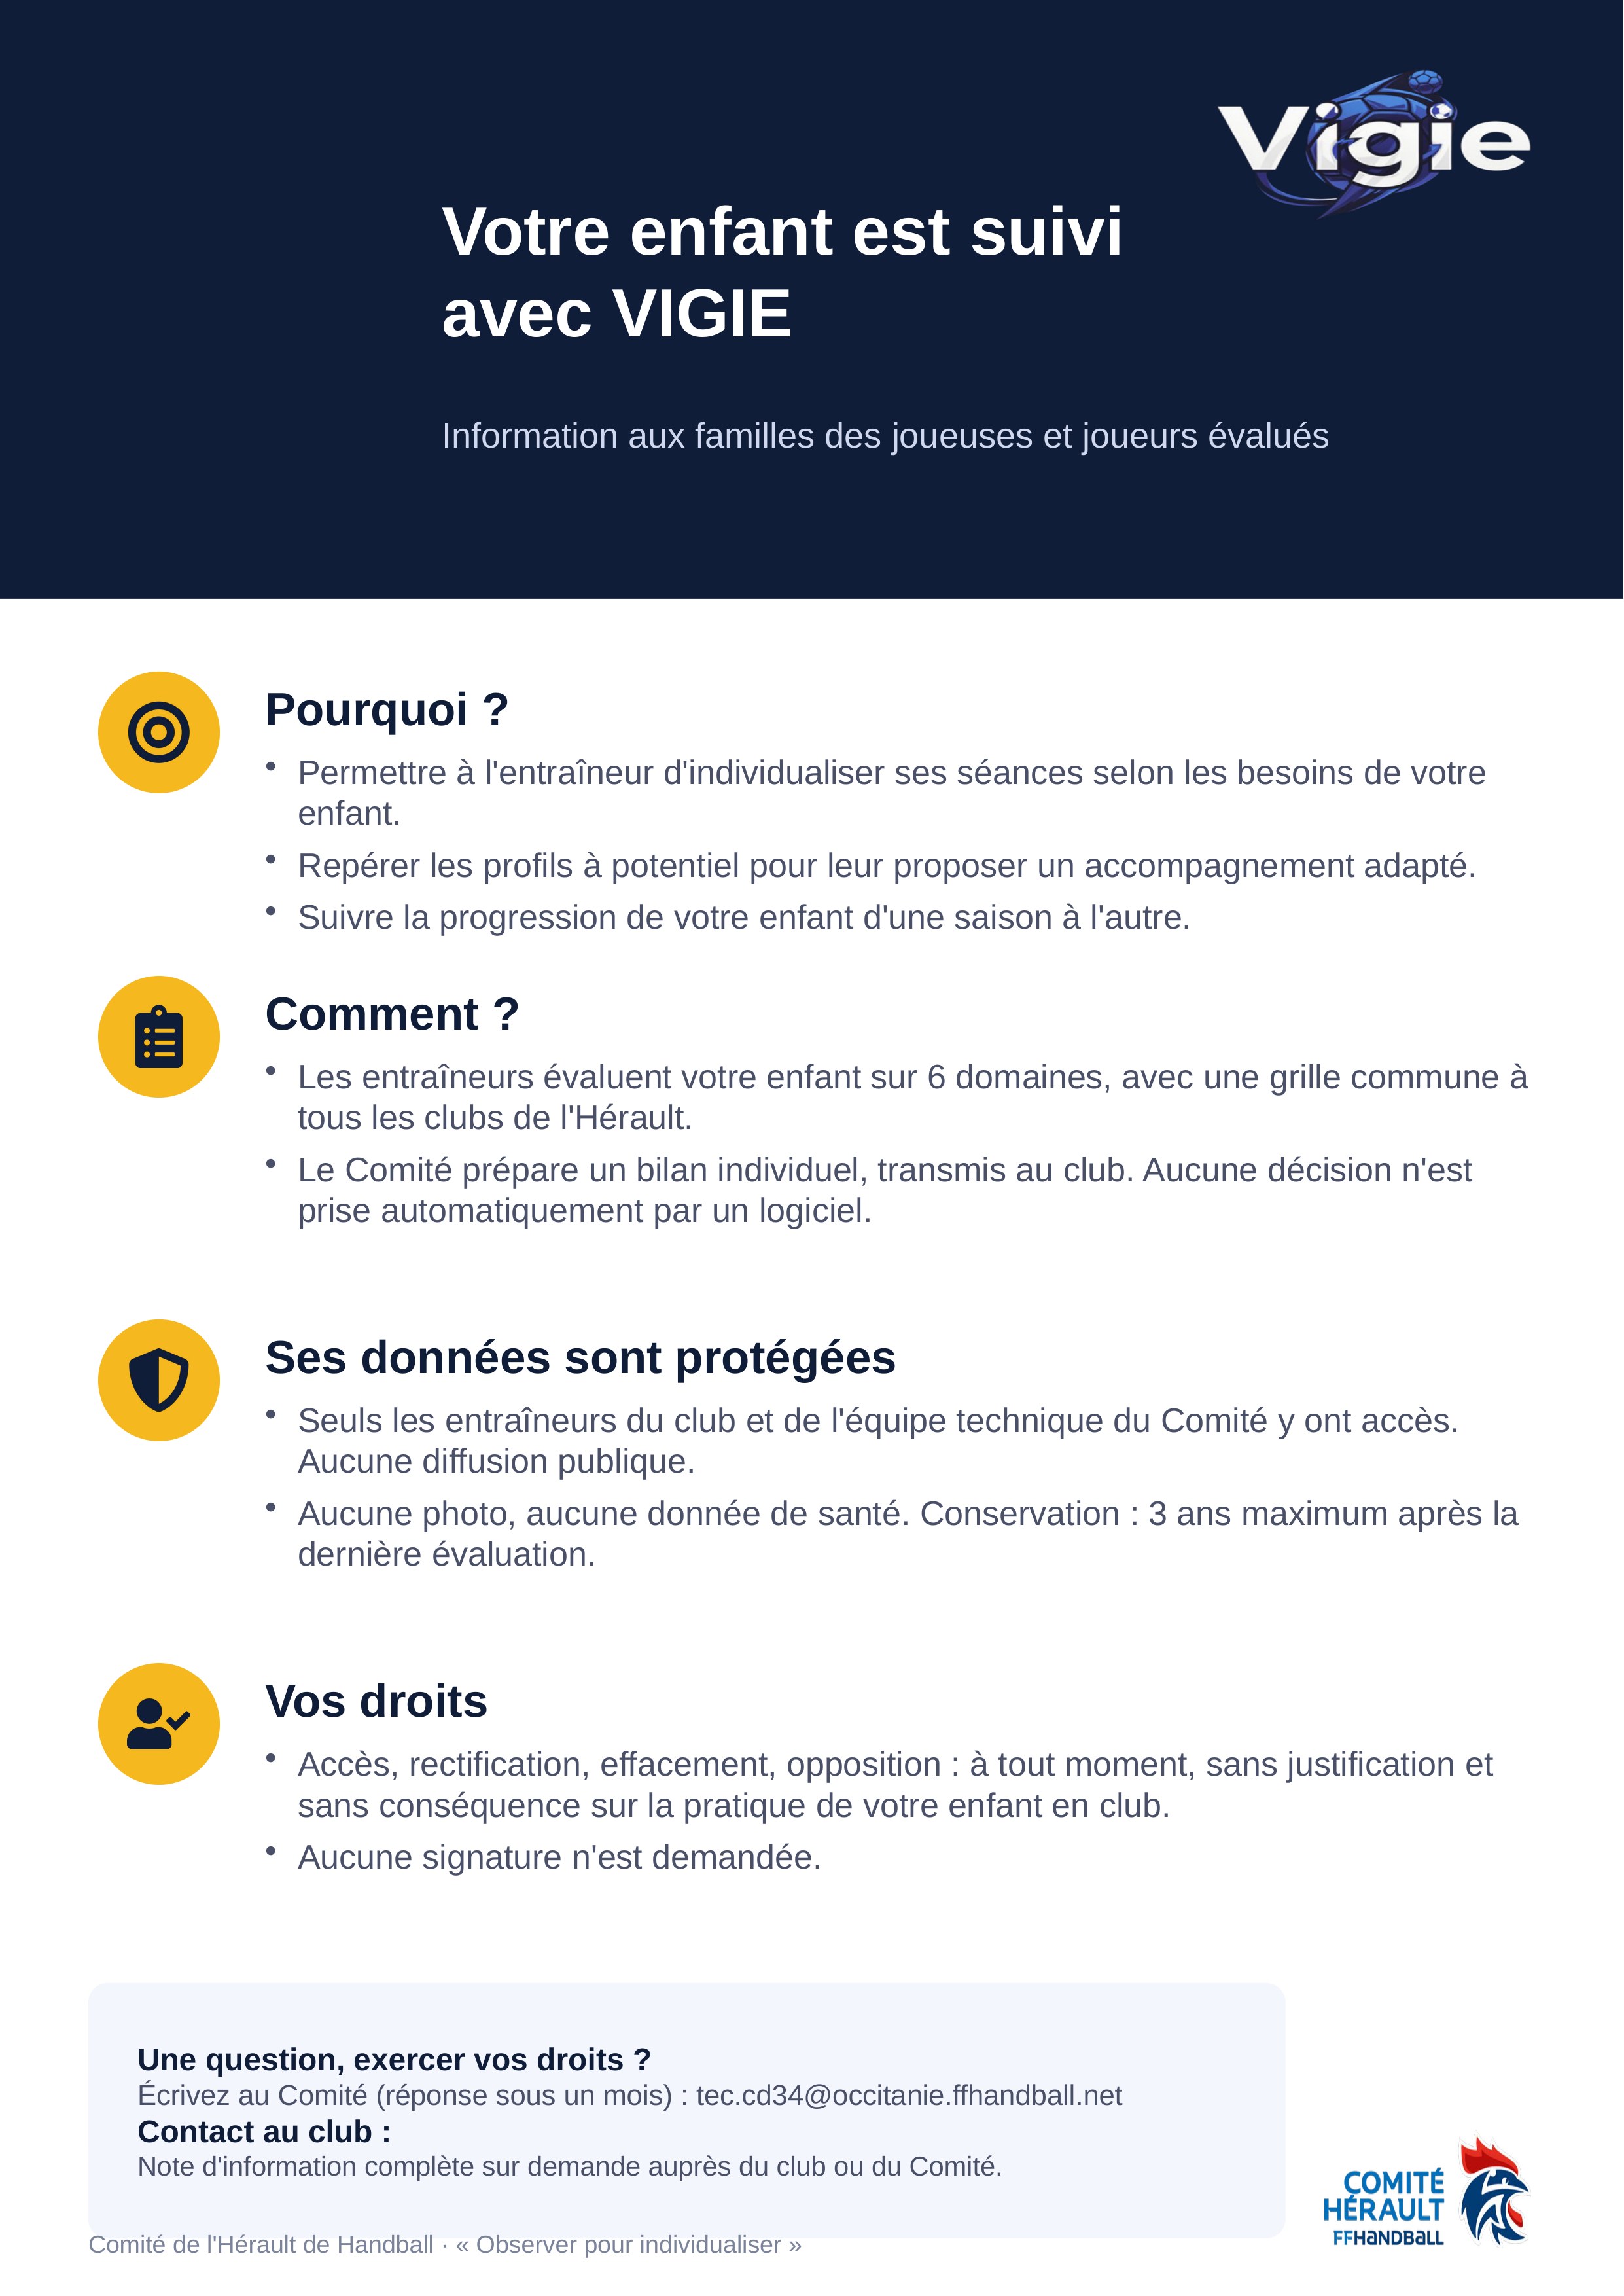 Vigie
Votre enfant est suivi
avec VIGIE
Information aux familles des joueuses et joueurs évalués
Pourquoi ?
• Permettre à l'entraîneur d'individualiser ses séances selon les besoins de votre
enfant.
• Repérer les profils à potentiel pour leur proposer un accompagnement adapté.
• Suivre la progression de votre enfant d'une saison à l'autre.
Comment ?
• Les entraîneurs évaluent votre enfant sur 6 domaines, avec une grille commune à
tous les clubs de l'Hérault.
• Le Comité prépare un bilan individuel, transmis au club. Aucune décision n'est
prise automatiquement par un logiciel.
Ses données sont protégées
• Seuls les entraîneurs du club et de l'équipe technique du Comité y ont accès.
Aucune diffusion publique.
• Aucune photo, aucune donnée de santé. Conservation : 3 ans maximum après la
dernière évaluation.
Vos droits
• Accès, rectification, effacement, opposition : à tout moment, sans justification et
sans conséquence sur la pratique de votre enfant en club.
• Aucune signature n'est demandée.
Une question, exercer vos droits ?
Écrivez au Comité (réponse sous un mois) : tec.cd34@occitanie.ffhandball.net
Contact au club :
Note d'information complète sur demande auprès du club ou du Comité.
COMITÉ
HÉRAULT
FFHANDBALL
Comité de l'Hérault de Handball · « Observer pour individualiser »